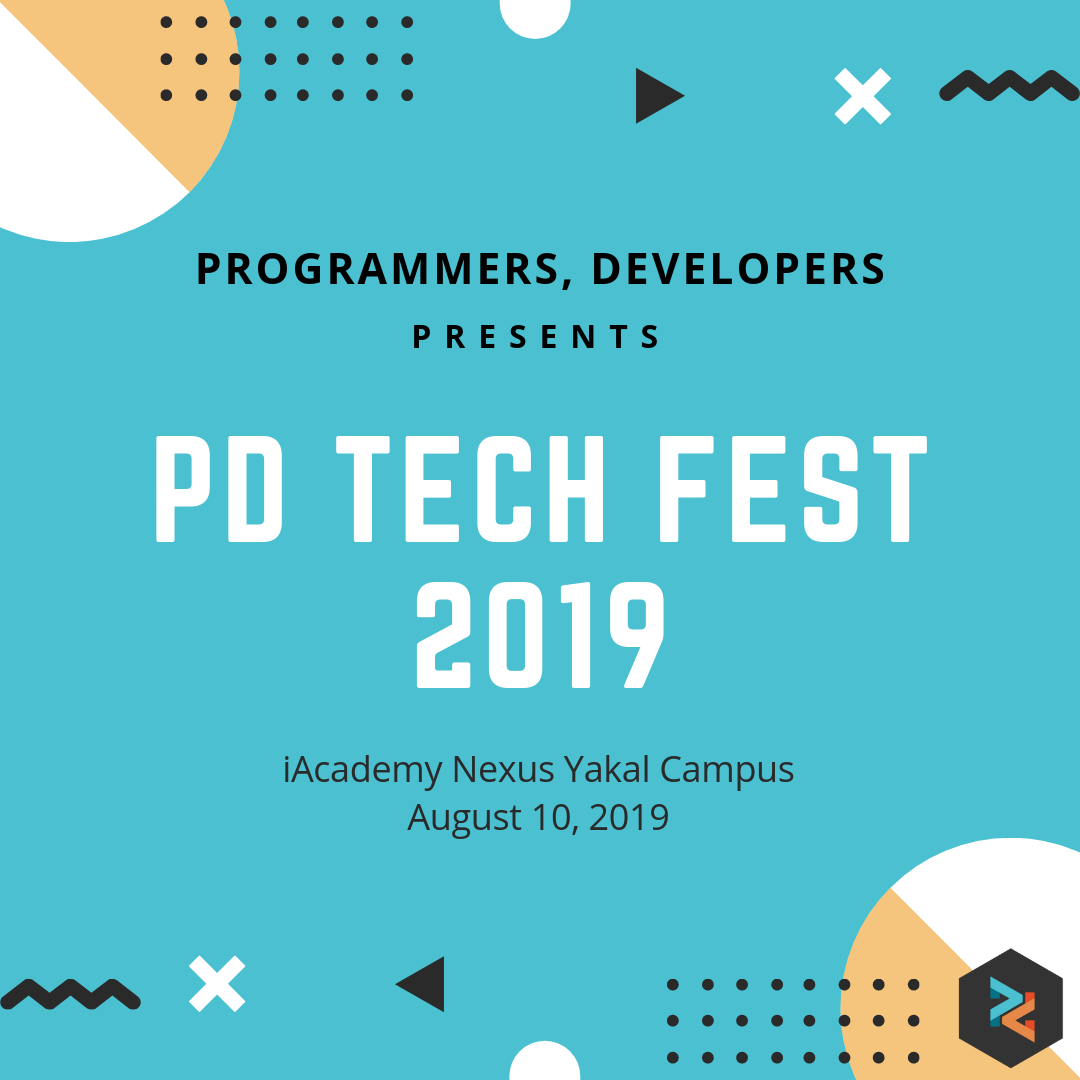 PROGRAMMERS, DEVELOPERS
PRESENTS
PD TECH FEST
2019
iAcademy Nexus Yakal Campus
August 10, 2019